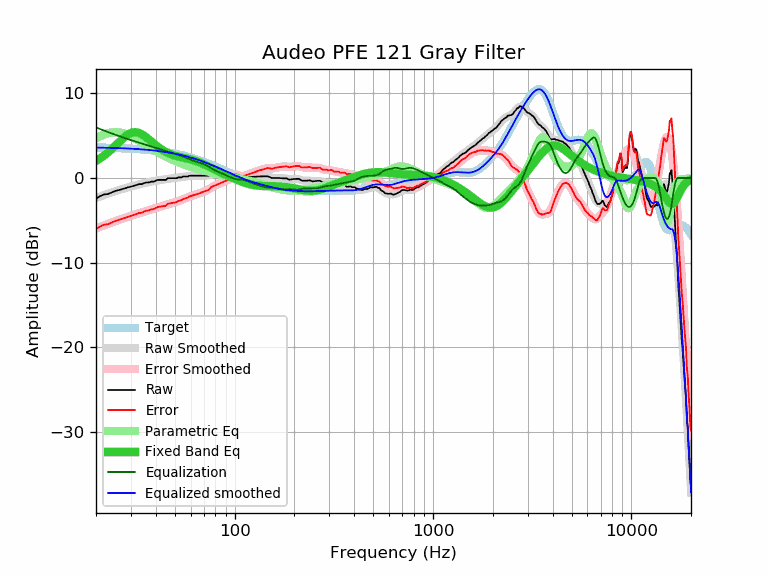 Audeo PFE 121 Gray Filter
Amplitude (dBr)
10
0
−10
−20
−30
Target
Raw Smoothed
Error Smoothed
Raw
Error
Parametric Eq
Fixed Band Eq
Equalization
Equalized smoothed
100
1000
10000
Frequency (Hz)